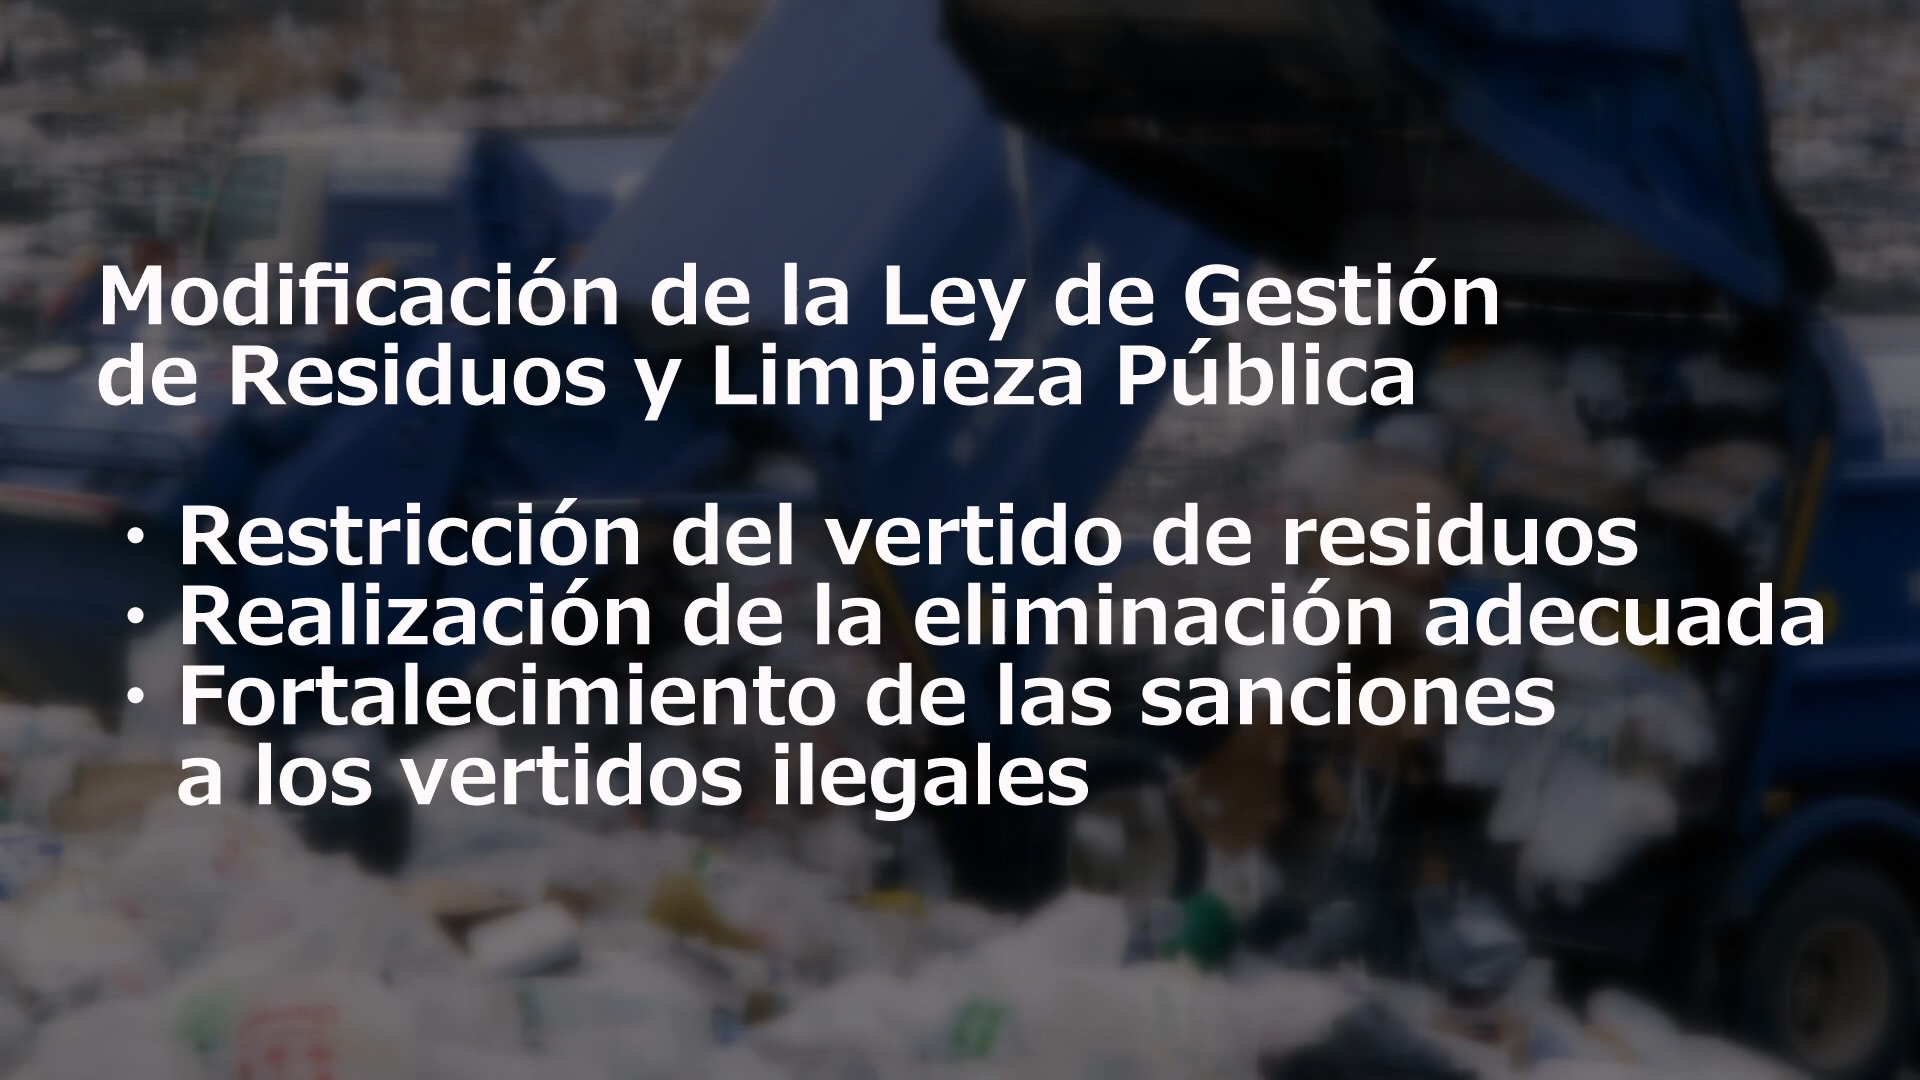 Modificación de la Ley de Gestión
de Residuos y Limpieza Pública
・Restricción del vertido de residuos
・Realización de la eliminación adecuada
・Fortalecimiento de las sanciones
a los vertidos ilegales